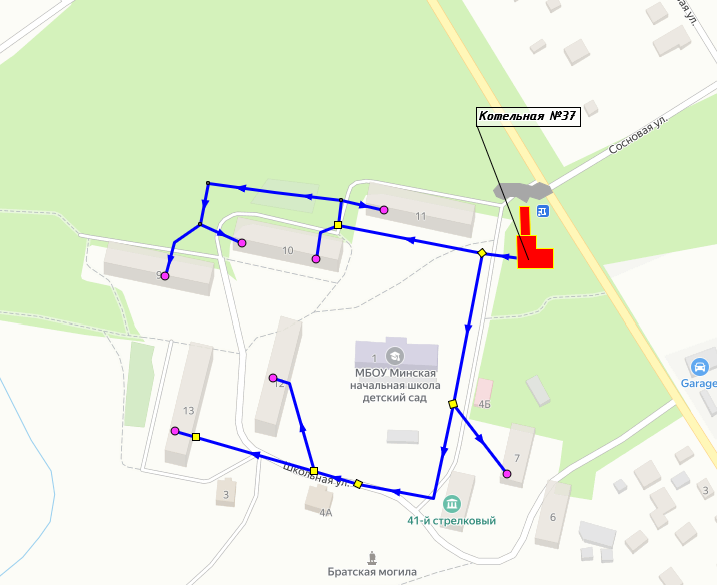 ул.
Котельная №37
Сосновая ул.
11
10
9
1
МБОУ Минская
начальная школа
детский сад
Garage
12
13
4Б
7
Школьная ул.
3
4А
41-й стрелковый
6
3
Братская могила